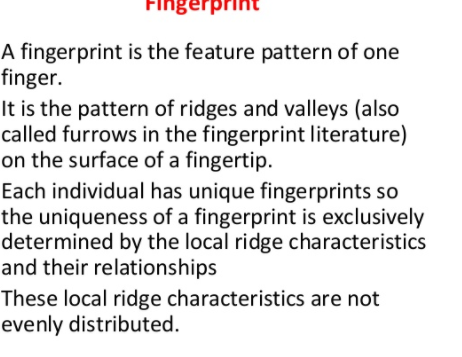 Fingerprint
A fingerprint is the feature pattern of one
finger.
It is the pattern of ridges and valleys (also
called furrows in the fingerprint literature)
on the surface of a fingertip.
Each individual has unique fingerprints so
the uniqueness of a fingerprint is exclusively
determined by the local ridge characteristics
and their relationships
These local ridge characteristics are not
evenly distributed.